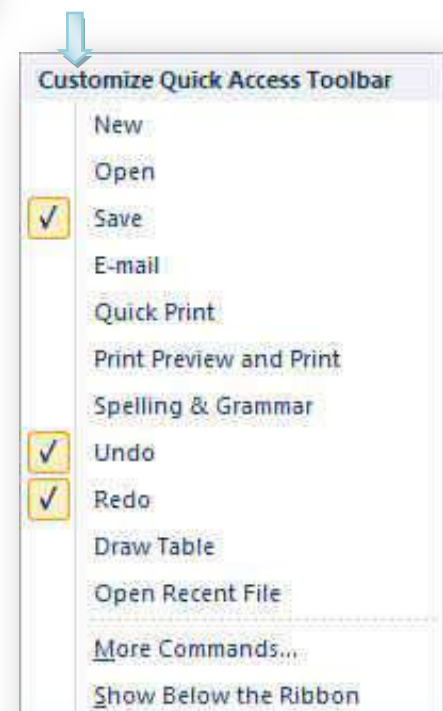 Customize Quick Access Toolbar
New
Open
Save
E-mail
Quick Print
Print Preview and Print
Spelling & Grammar
Undo
Redo
Draw Table
Open Recent File
More Commands...
Show Below the Ribbon